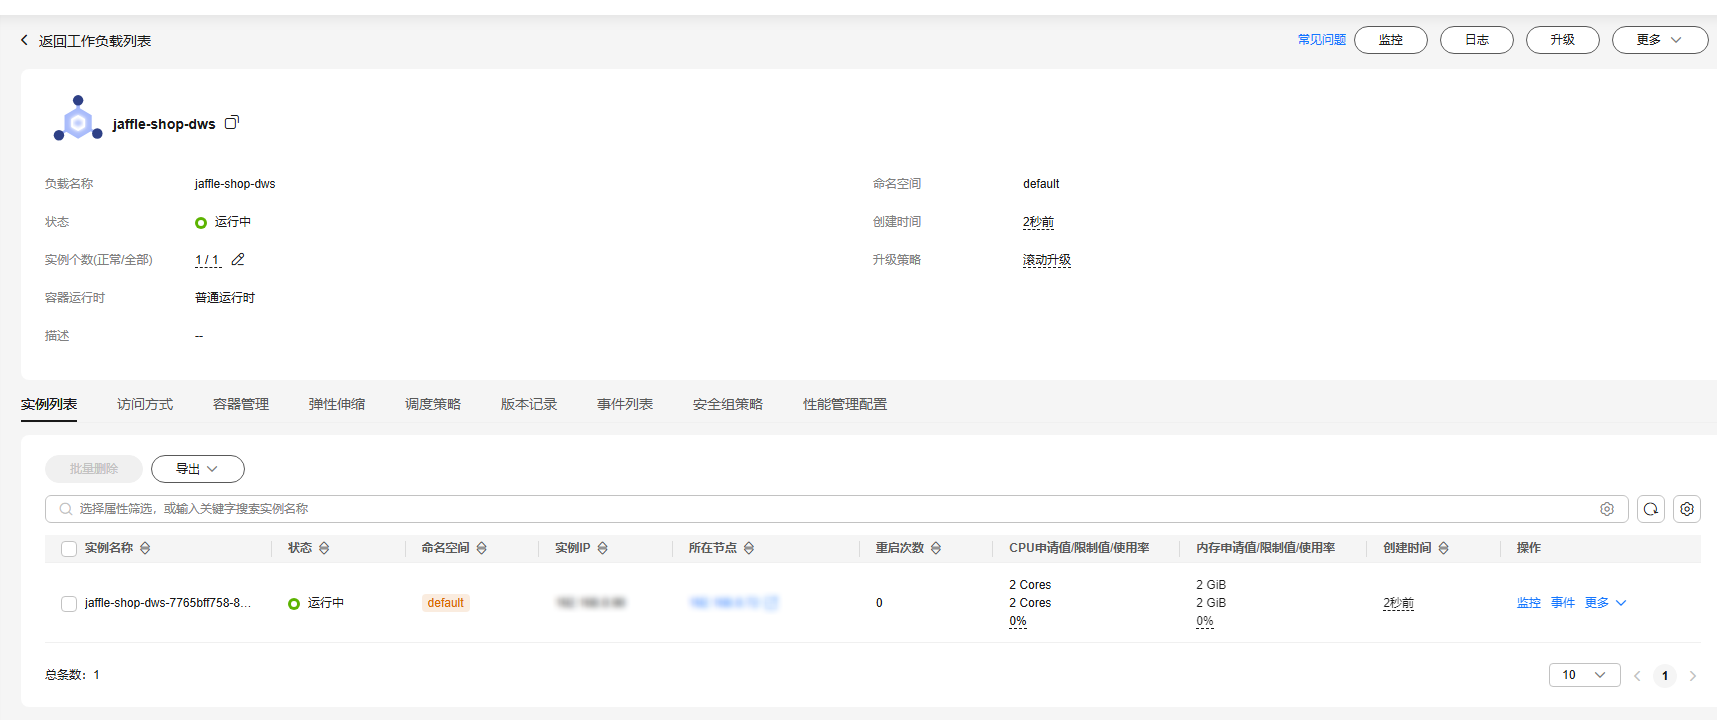 返回工作负载列表
常见问题 监控 日志 升级 更多
jaffle-shop-dws
负载名称 jaffle-shop-dws 命名空间 default
状态 运行中 创建时间 2秒前
实例个数(正常/全部) 1 / 1 升级策略 滚动升级
容器运行时 普通运行时
描述 --
实例列表 访问方式 容器管理 弹性伸缩 调度策略 版本记录 事件列表 安全组策略 性能管理配置
批量删除 导出
选择属性筛选，或输入关键字搜索实例名称
实例名称 状态 命名空间 实例IP 所在节点 重启次数 CPU申请值/限制值/使用率 内存申请值/限制值/使用率 创建时间 操作
2 Cores 2 GiB
jaffle-shop-dws-7765bff758-8... 运行中 default 0 2 Cores 2 GiB 2秒前 监控 事件 更多
0% 0%
总条数：1 10 1